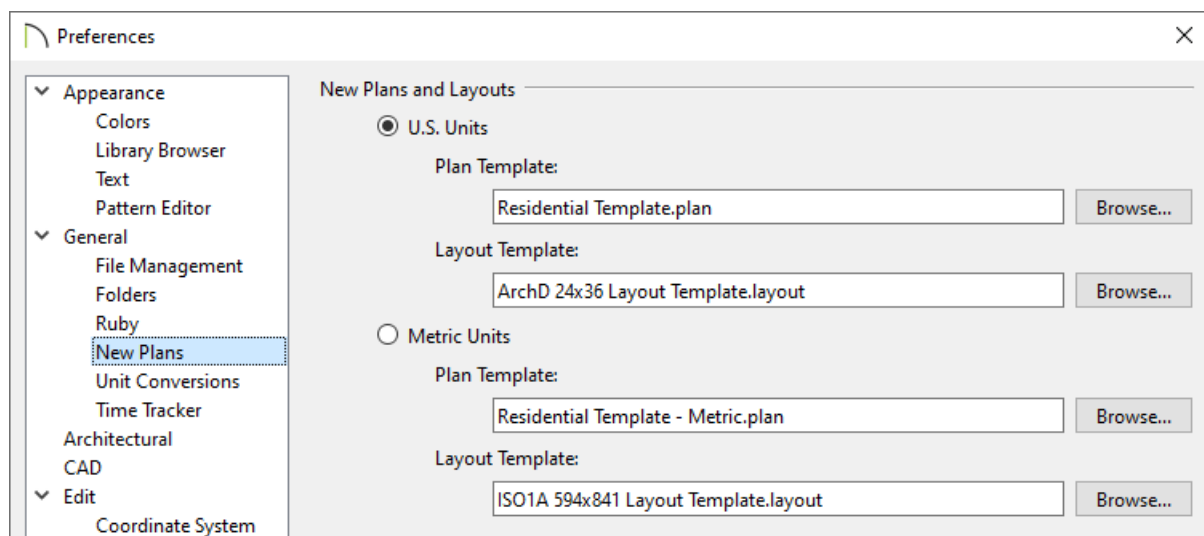 Preferences
Appearance
Colors
Library Browser
Text
Pattern Editor
General
File Management
Folders
Ruby
New Plans
Unit Conversions
Time Tracker
Architectural
CAD
Edit
Coordinate System
New Plans and Layouts
U.S. Units
Plan Template:
Residential Template.plan Browse...
Layout Template:
ArchD 24x36 Layout Template.layout Browse...
Metric Units
Plan Template:
Residential Template - Metric.plan Browse...
Layout Template:
ISO1A 594x841 Layout Template.layout Browse...